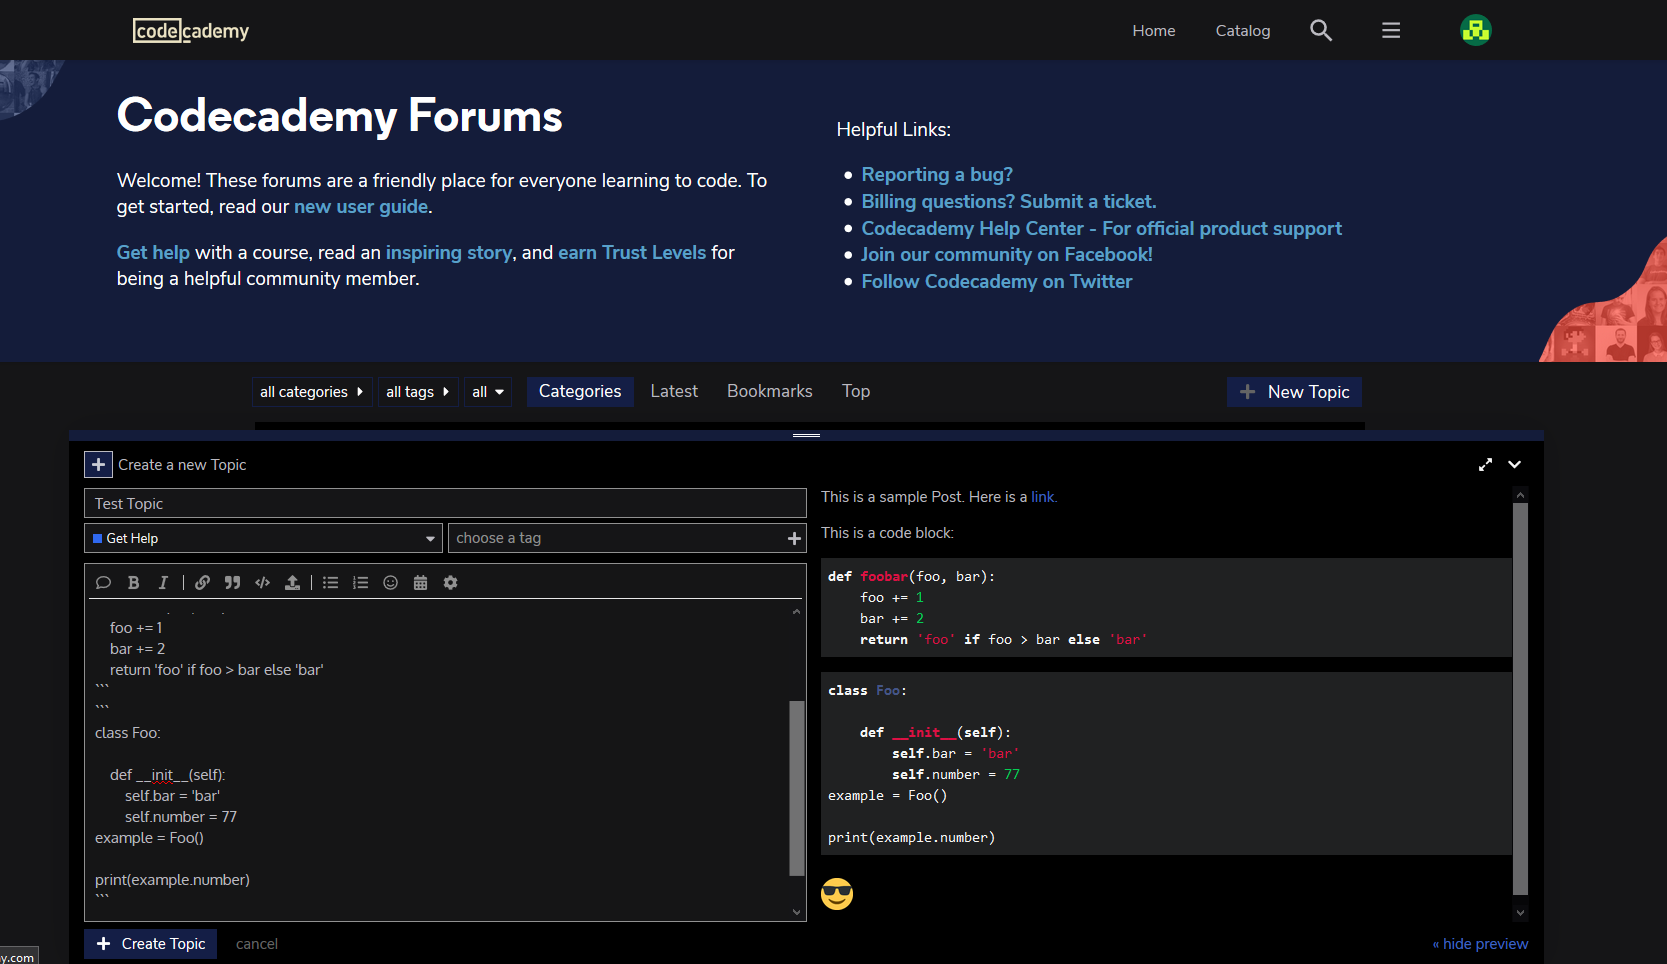 codecademy
Home
Catalog
Codecademy Forums
Welcome! These forums are a friendly place for everyone learning to code. To
get started, read our new user guide.
Get help with a course, read an inspiring story, and earn Trust Levels for
being a helpful community member.
Helpful Links:
Reporting a bug?
Billing questions? Submit a ticket.
Codecademy Help Center - For official product support
Join our community on Facebook!
Follow Codecademy on Twitter
all categories
all tags
all
Categories
Latest
Bookmarks
Top
New Topic
Create a new Topic
Test Topic
Get Help
choose a tag
foo += 1
bar += 2
return 'foo' if foo > bar else 'bar'
```
```
class Foo:
def __init__(self):
self.bar = 'bar'
self.number = 77
example = Foo()
print(example.number)
```
This is a sample Post. Here is a link.
This is a code block:
def foobar(foo, bar):
foo += 1
bar += 2
return 'foo' if foo > bar else 'bar'
class Foo:
def __init__(self):
self.bar = 'bar'
self.number = 77
example = Foo()
print(example.number)
Create Topic
cancel
« hide preview
y.com